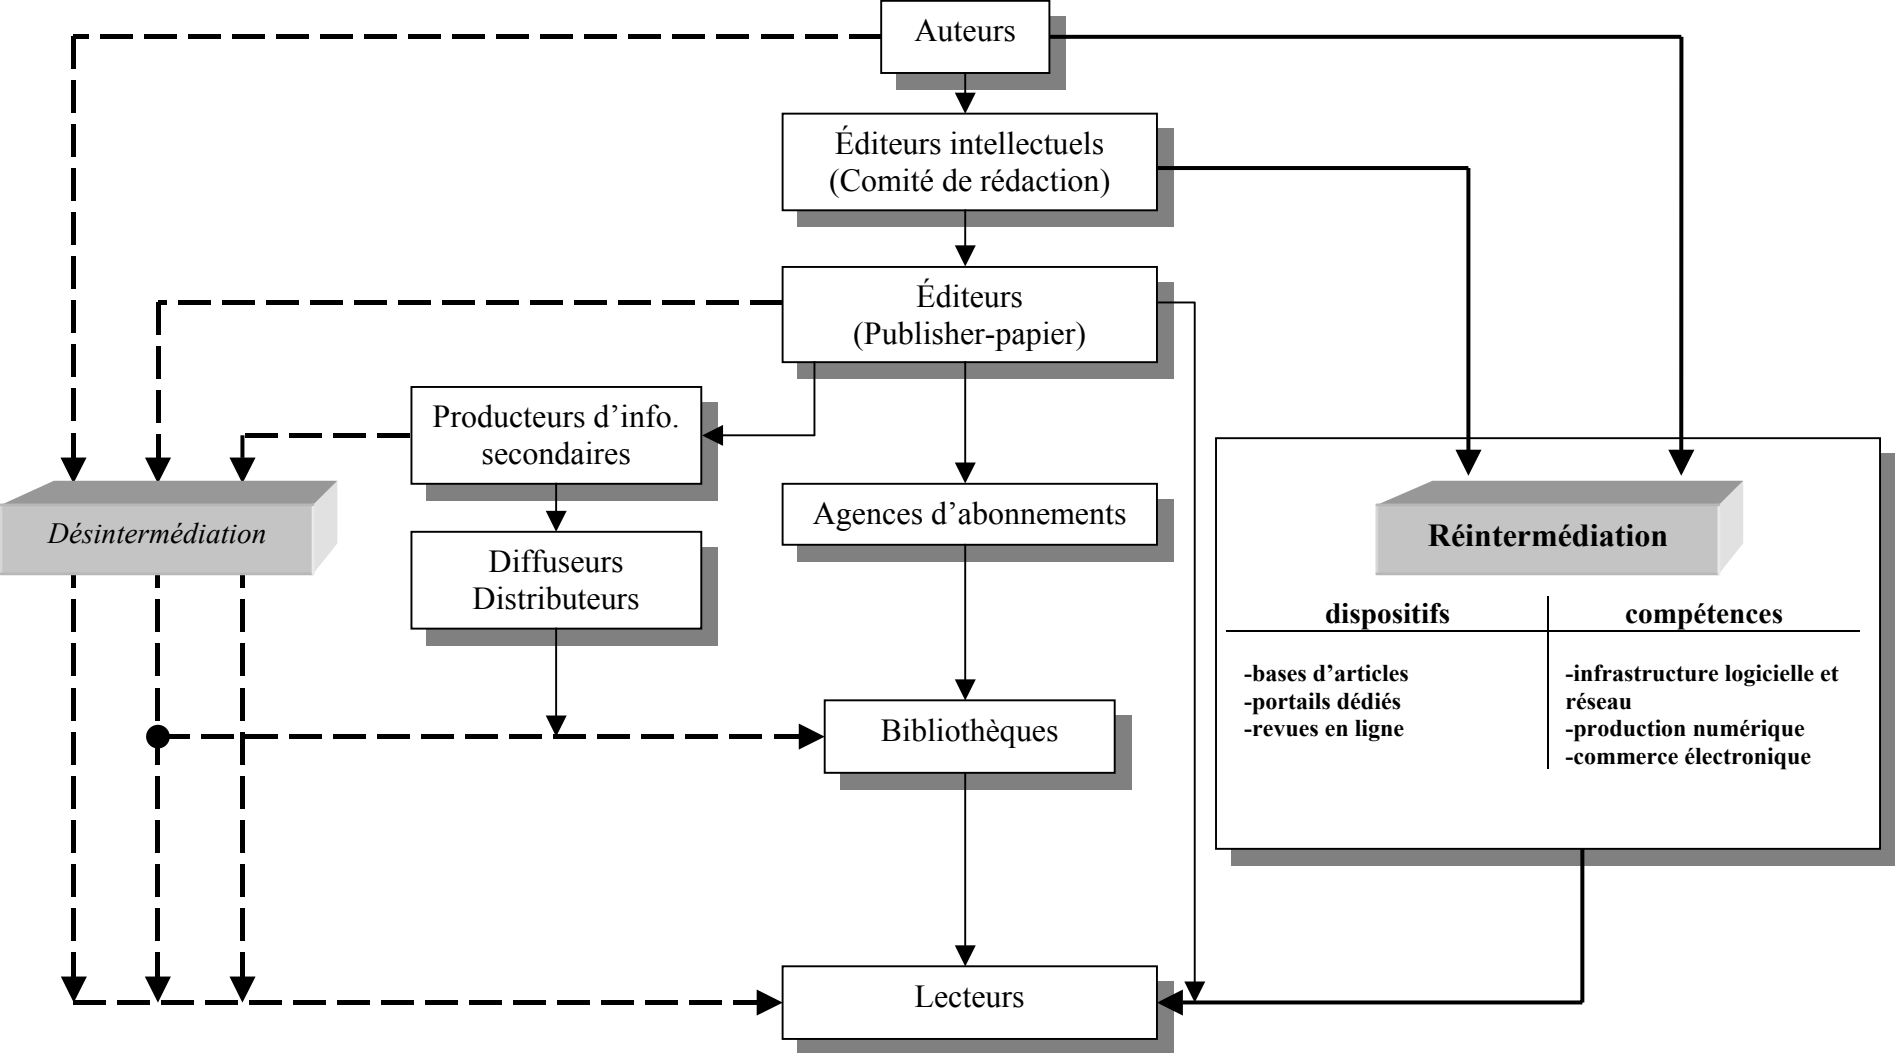 Auteurs
Éditeurs intellectuels
(Comité de rédaction)
Éditeurs
(Publisher-papier)
Producteurs d’info.
secondaires
Agences d’abonnements
Désintermédiation
Diffuseurs
Distributeurs
Réintermédiation
dispositifs
compétences
-bases d’articles
-portails dédiés
-revues en ligne
-infrastructure logicielle et
réseau
-production numérique
-commerce électronique
Bibliothèques
Lecteurs